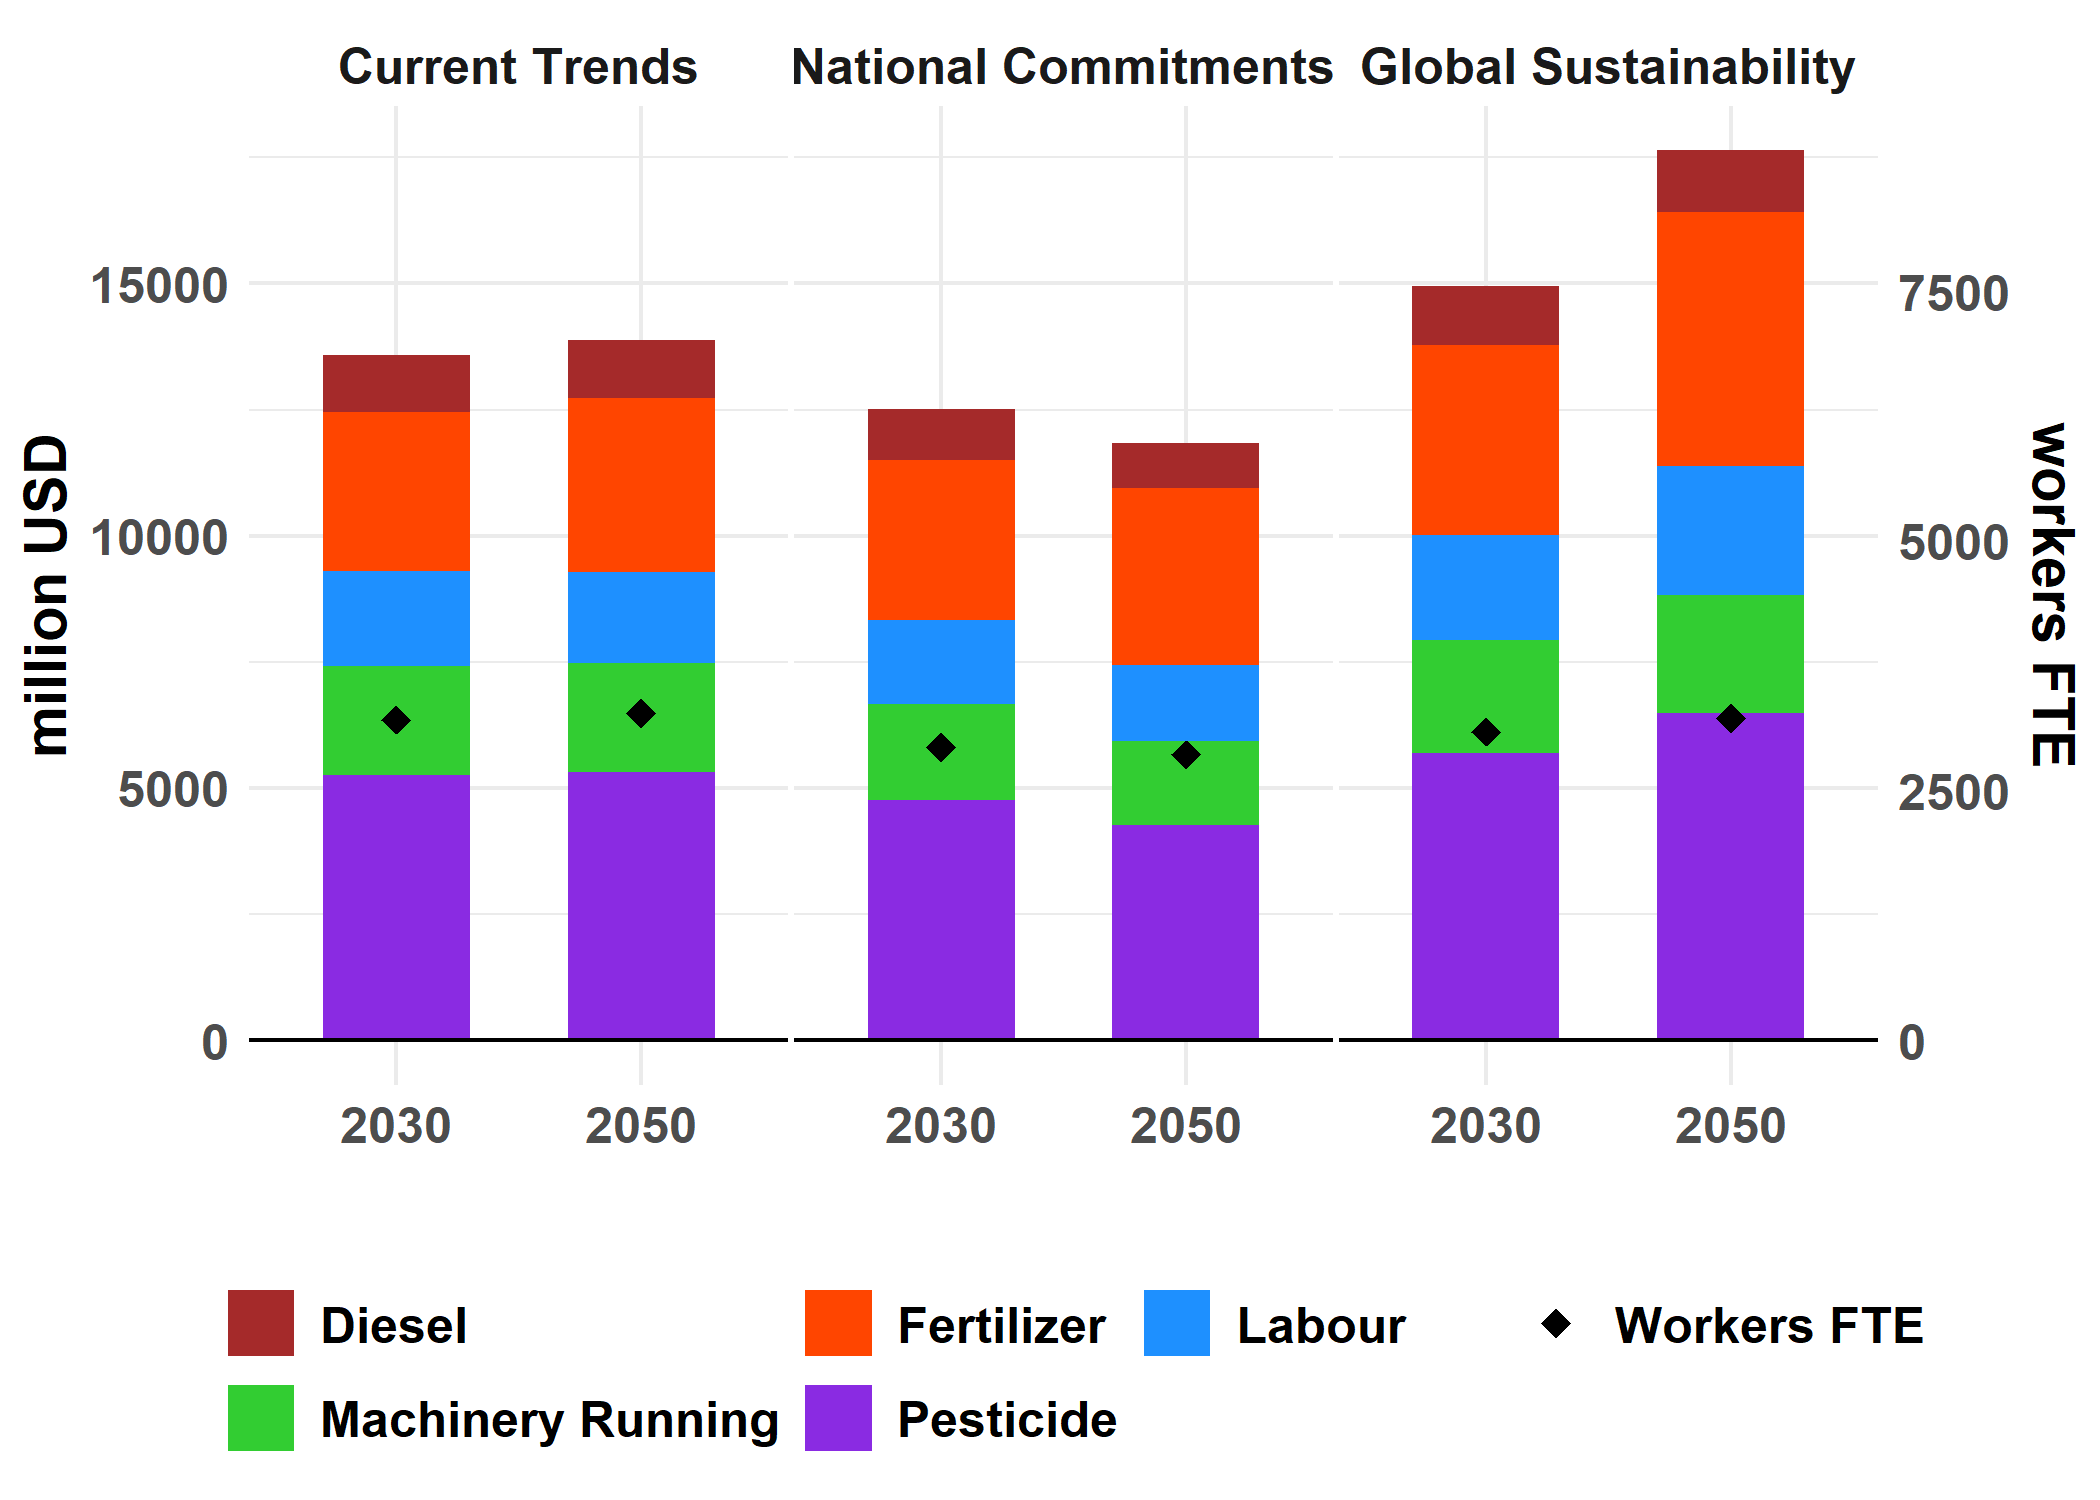 Current Trends
National Commitments
Global Sustainability
million USD
15000
10000
5000
0
7500
5000
2500
0
workers FTE
2030
2050
2030
2050
2030
2050
Diesel
Fertilizer
Labour
Workers FTE
Machinery Running
Pesticide